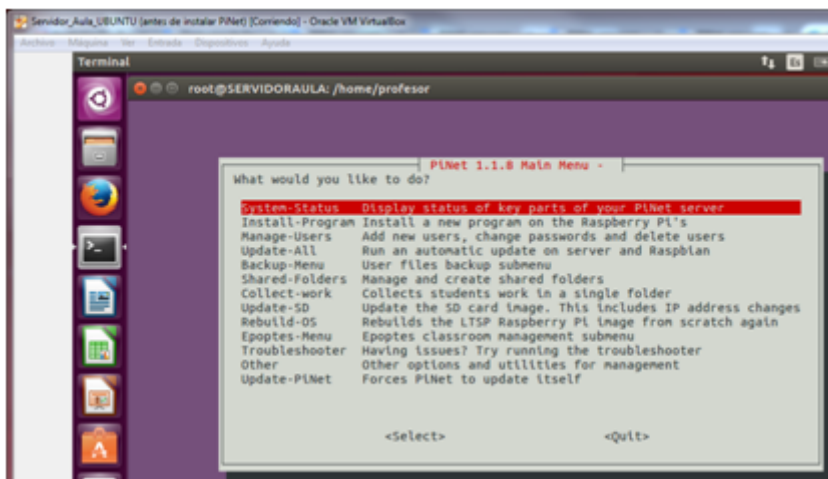 Servidor_Aula_UBUNTU (antes de instalar PiNet) [Corriendo] - Oracle VM VirtualBox
Archivo Máquina Ver Entrada Dispositivos Ayuda
Terminal
Es
root@SERVIDORAULA: /home/profesor
PiNet 1.1.8 Main Menu -
What would you like to do?
System-Status Display status of key parts of your PiNet server
Install-Program Install a new program on the Raspberry Pi's
Manage-Users Add new users, change passwords and delete users
Update-All Run an automatic update on server and Raspbian
Backup-Menu User files backup submenu
Shared-Folders Manage and create shared folders
Collect-work Collects students work in a single folder
Update-SD Update the SD card image. This includes IP address changes
Rebuild-OS Rebuilds the LTSP Raspberry Pi image from scratch again
Epoptes-Menu Epoptes classroom management submenu
Troubleshooter Having issues? Try running the troubleshooter
Other Other options and utilities for management
Update-PiNet Forces PiNet to update itself
<Select> <Quit>